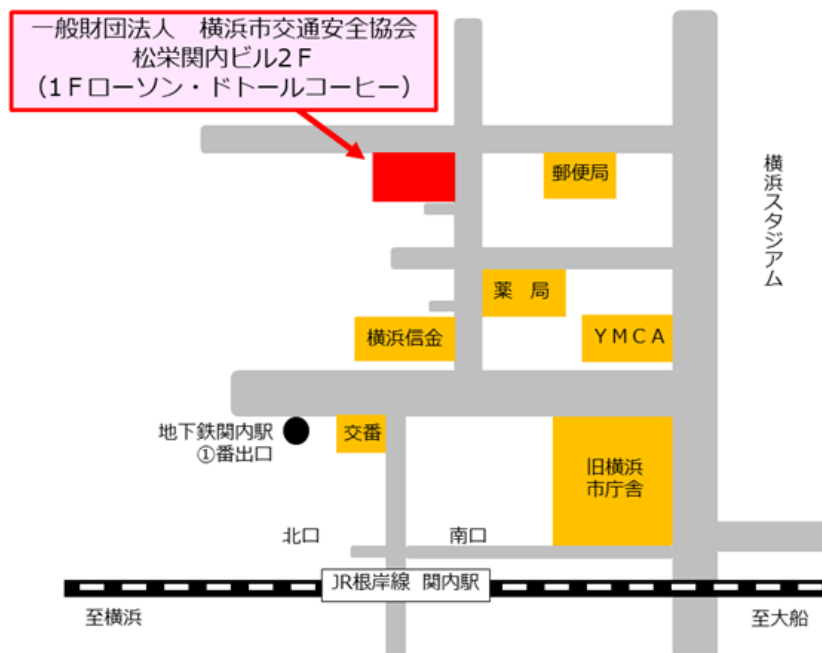 一般財団法人　横浜市交通安全協会
松栄関内ビル2F
（1Fローソン・ドトールコーヒー）
郵便局
横浜スタジアム
薬　局
横浜信金
YMCA
地下鉄関内駅
①番出口
交番
旧横浜
市庁舎
北口
南口
JR根岸線 関内駅
至横浜
至大船